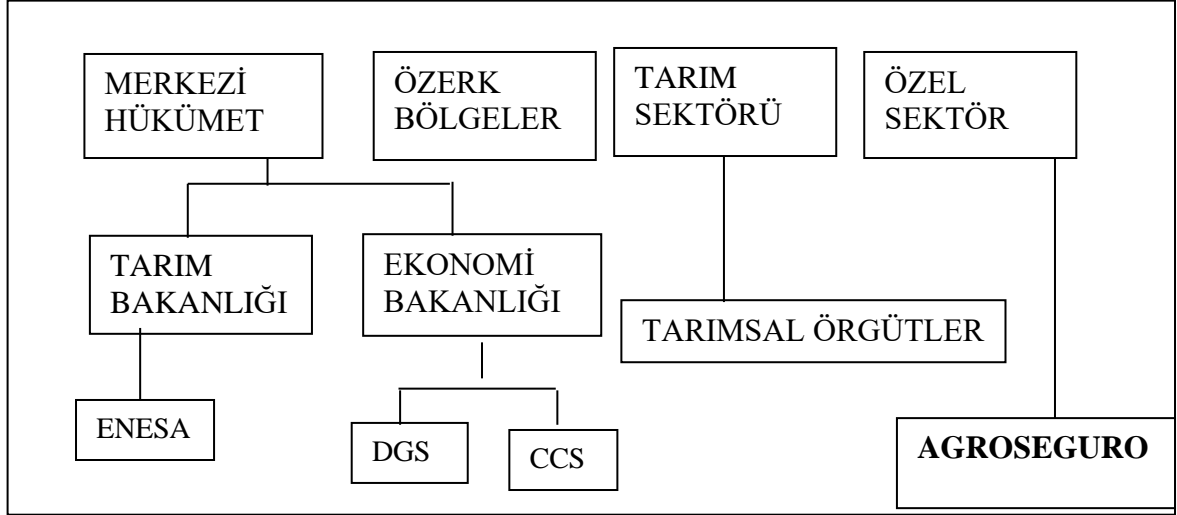 MERKEZİ
HÜKÜMET
ÖZERK
BÖLGELER
TARIM
SEKTÖRÜ
ÖZEL
SEKTÖR
TARIM
BAKANLIĞI
EKONOMİ
BAKANLIĞI
TARIMSAL ÖRGÜTLER
ENESA
DGS
CCS
AGROSEGURO